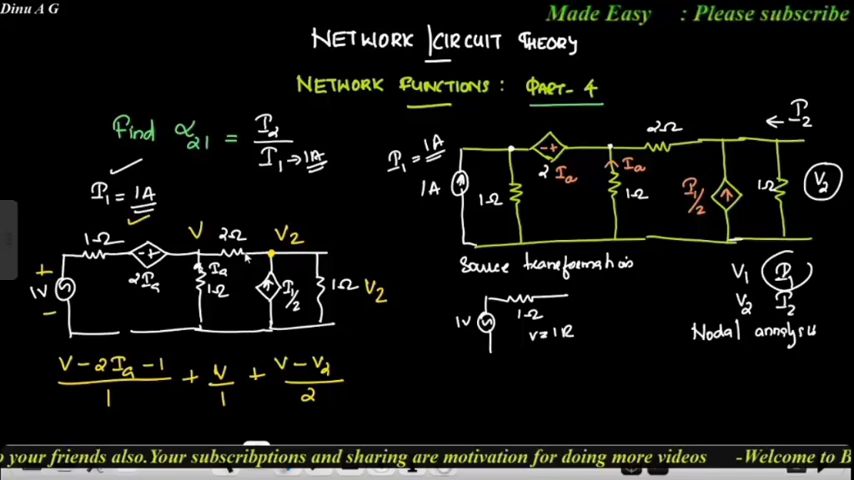 Dinu A G
Made Easy : Please subscribe
NETWORK |CIRCUIT THEORY
NETWORK FUNCTIONS : PART-4
Find α21 = I2 / I1→1A
I1 = 1A
I1 = 1A
1A
1Ω
-+
2Ia
Ia
1Ω
2Ω
I1/2
1Ω
← I2
V2
1Ω
2Ia
V
2Ω
V2
+
1V
-
Ia
1Ω
I1/2
1Ω
V2
Source transformation
1V
1Ω
V=IR
V1 I1
V2 I2
Nodal analysis
V-2Ia-1 / 1 + V / 1 + V-V2 / 2
o your friends also.Your subscribptions and sharing are motivation for doing more videos -Welcome to B